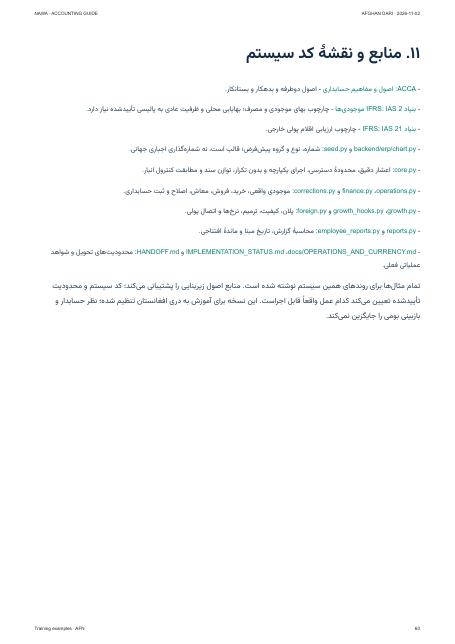 NAWA · ACCOUNTING GUIDE
AFGHAN DARI · 2026-11-02
۱۱. منابع و نقشهٔ کد سیستم
- ACCA: اصول و مفاهیم حسابداری - اصول دوطرفه و بدهکار و بستانکار.
- بنیاد IFRS: IAS 2 موجودی‌ها - چارچوب بهای موجودی و مصرف؛ بهایابی محلی و ظرفیت عادی به پالیسی تأییدشده نیاز دارد.
- بنیاد IFRS: IAS 21 - چارچوب ارزیابی اقلام پولی خارجی.
- backend/erp/chart.py و seed.py: شماره، نوع و گروه پیش‌فرض؛ قالب است، نه شماره‌گذاری اجباری جهانی.
- core.py: اعشار دقیق، محدودهٔ دسترسی، اجرای یکپارچه و بدون تکرار، توازن سند و مطابقت کنترول انبار.
- operations.py، finance.py و corrections.py: موجودی واقعی، خرید، فروش، معاش، اصلاح و ثبت حسابداری.
- growth.py، growth_hooks.py و foreign.py: پلان، کیفیت، ترمیم، نرخ‌ها و اتصال پولی.
- reports.py و employee_reports.py: محاسبهٔ گزارش، تاریخ مبنا و ماندهٔ افتتاحی.
- docs/OPERATIONS_AND_CURRENCY.md، IMPLEMENTATION_STATUS.md و HANDOFF.md: محدودیت‌های تحویل و شواهد
عملیاتی فعلی.
تمام مثال‌ها برای روندهای همین سیستم نوشته شده است. منابع اصول زیربنایی را پشتیبانی می‌کند؛ کد سیستم و محدودیت
تأییدشده تعیین می‌کند کدام عمل واقعاً قابل اجراست. این نسخه برای آموزش به دری افغانستان تنظیم شده؛ نظر حسابدار و
بازبینی بومی را جایگزین نمی‌کند.
Training examples · AFN
60